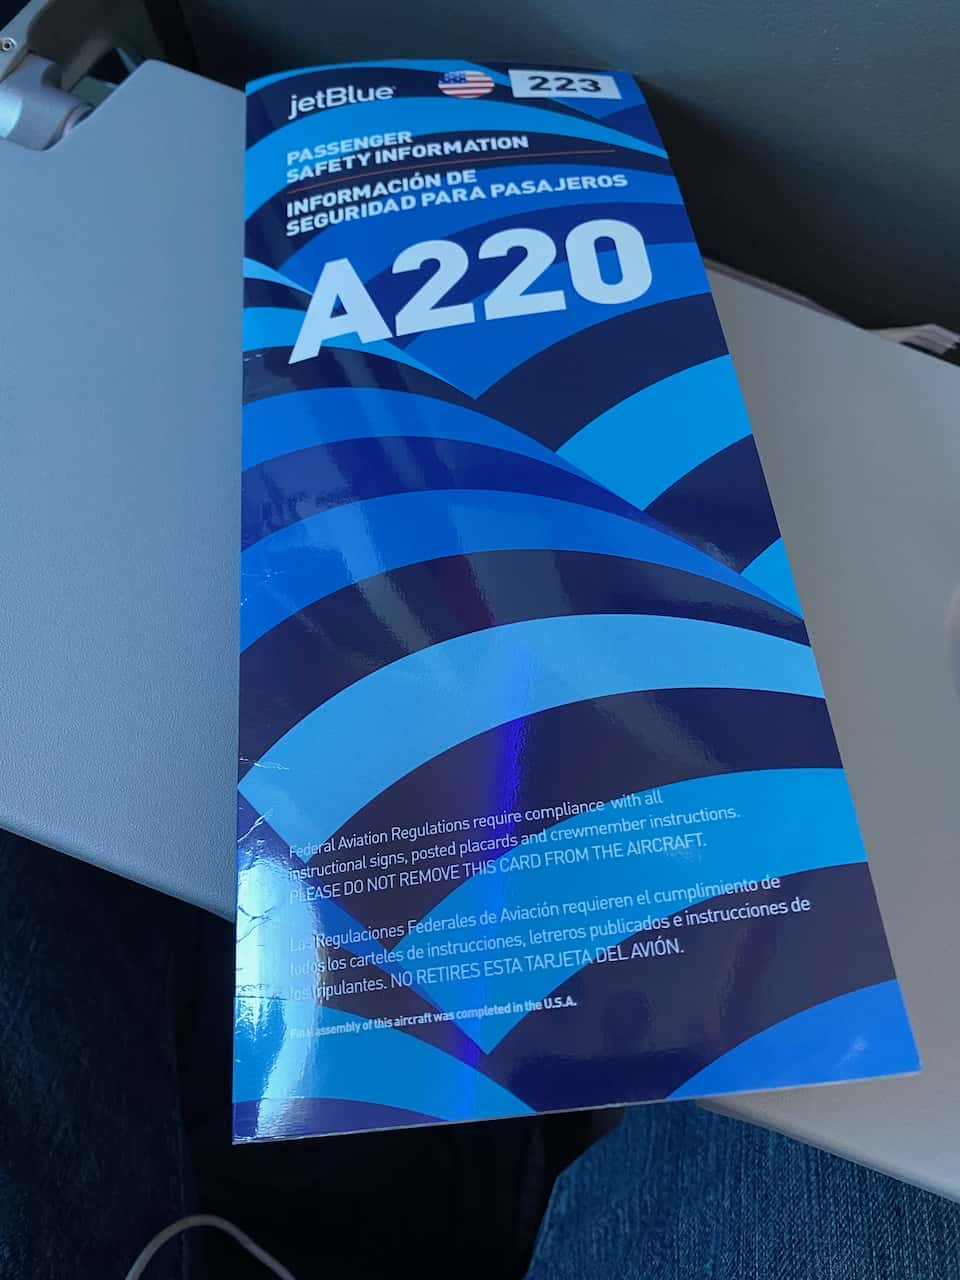 jetBlue
223
PASSENGER
SAFETY INFORMATION
INFORMACIÓN DE
SEGURIDAD PARA PASAJEROS
A220
Federal Aviation Regulations require compliance with all
instructional signs, posted placards and crewmember instructions.
PLEASE DO NOT REMOVE THIS CARD FROM THE AIRCRAFT.
Las Regulaciones Federales de Aviación requieren el cumplimiento de
todos los carteles de instrucciones, letreros publicados e instrucciones de
los tripulantes. NO RETIRES ESTA TARJETA DEL AVIÓN.
Final assembly of this aircraft was completed in the U.S.A.